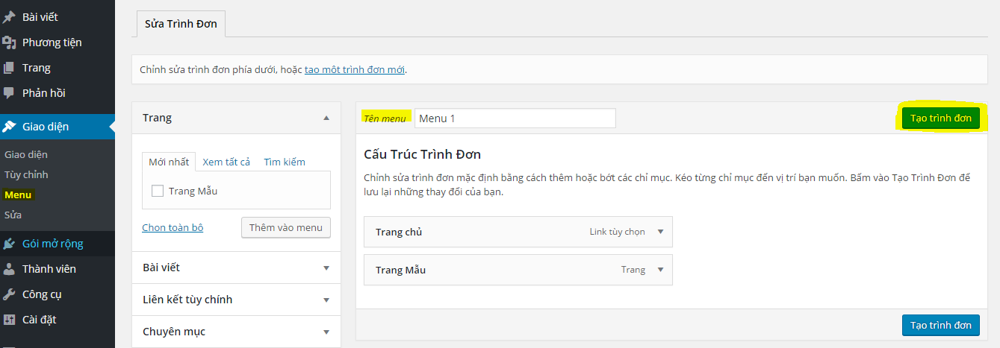 Bài viết
Phương tiện
Trang
Phản hồi
Giao diện
Giao diện
Tùy chỉnh
Menu
Sửa
Gói mở rộng
Thành viên
Công cụ
Cài đặt
Sửa Trình Đơn
Chỉnh sửa trình đơn phía dưới, hoặc tạo một trình đơn mới.
Trang
Mới nhất Xem tất cả Tìm kiếm
Trang Mẫu
Chọn toàn bộ Thêm vào menu
Bài viết
Liên kết tùy chính
Chuyên mục
Tên menu Menu 1 Tạo trình đơn
Cấu Trúc Trình Đơn
Chỉnh sửa trình đơn mặc định bằng cách thêm hoặc bớt các chỉ mục. Kéo từng chỉ mục đến vị trí bạn muốn. Bấm vào Tạo Trình Đơn để
lưu lại những thay đổi của bạn.
Trang chủ Link tùy chọn
Trang Mẫu Trang
Tạo trình đơn